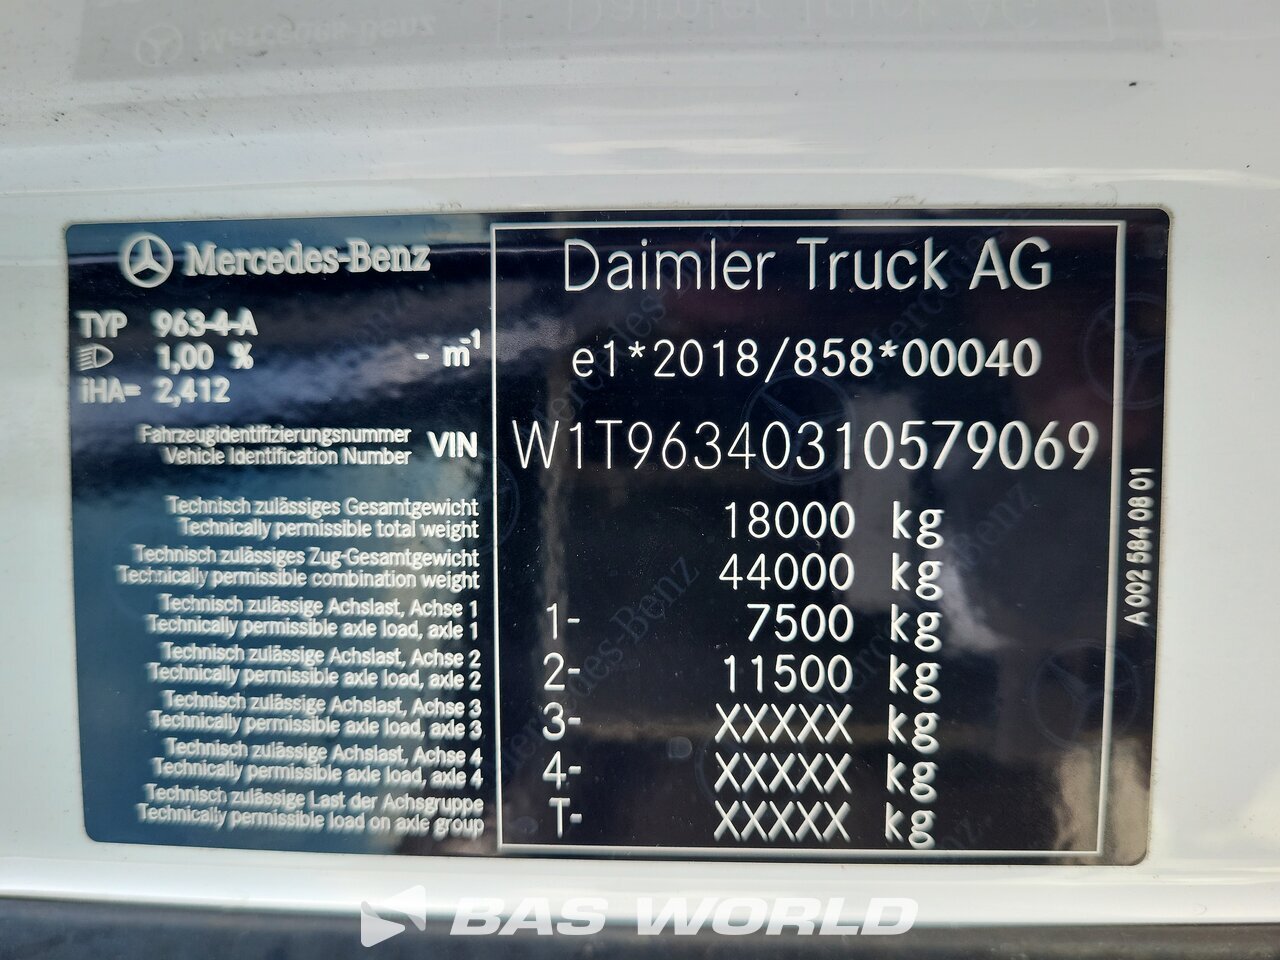 Mercedes-Benz
Daimler Truck AG
TYP 963-4-A
1,00 % - m-1
iHA= 2,412
e1*2018/858*00040
Fahrzeugidentifizierungsnummer
Vehicle Identification Number
VIN W1T96340310579069
Technisch zulässiges Gesamtgewicht
Technically permissible total weight
18000 kg
Technisch zulässiges Zug-Gesamtgewicht
Technically permissible combination weight
44000 kg
Technisch zulässige Achslast, Achse 1
Technically permissible axle load, axle 1
1- 7500 kg
Technisch zulässige Achslast, Achse 2
Technically permissible axle load, axle 2
2- 11500 kg
Technisch zulässige Achslast, Achse 3
Technically permissible axle load, axle 3
3- XXXXX kg
Technisch zulässige Achslast, Achse 4
Technically permissible axle load, axle 4
4- XXXXX kg
Technisch zulässige Last der Achsgruppe
Technically permissible load on axle group
T- XXXXX kg
A 002 584 08 01
BAS WORLD